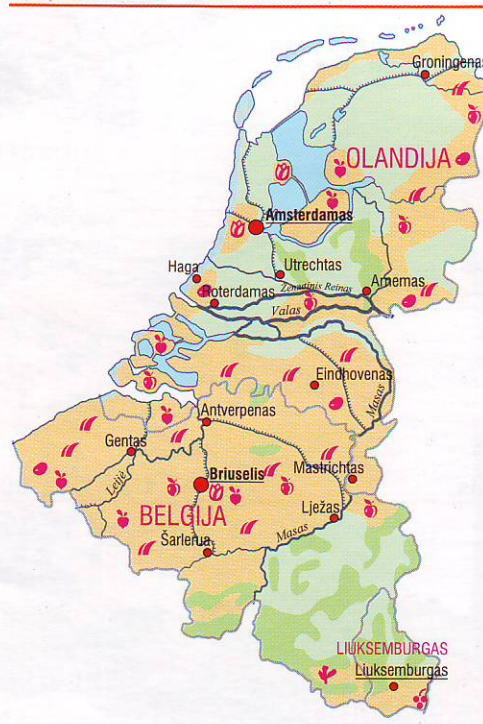 Groningenas
OLANDIJA
Amsterdamas
Haga
Utrechtas
Žemutinis Reinas
Arnemas
Roterdamas
Valas
Eindhovenas
Masas
Antverpenas
Gentas
Leije
Briuselis
Mastrichtas
BELGIJA
Lježas
Masas
Šarlerua
LIUKSEMBURGAS
Liuksemburgas